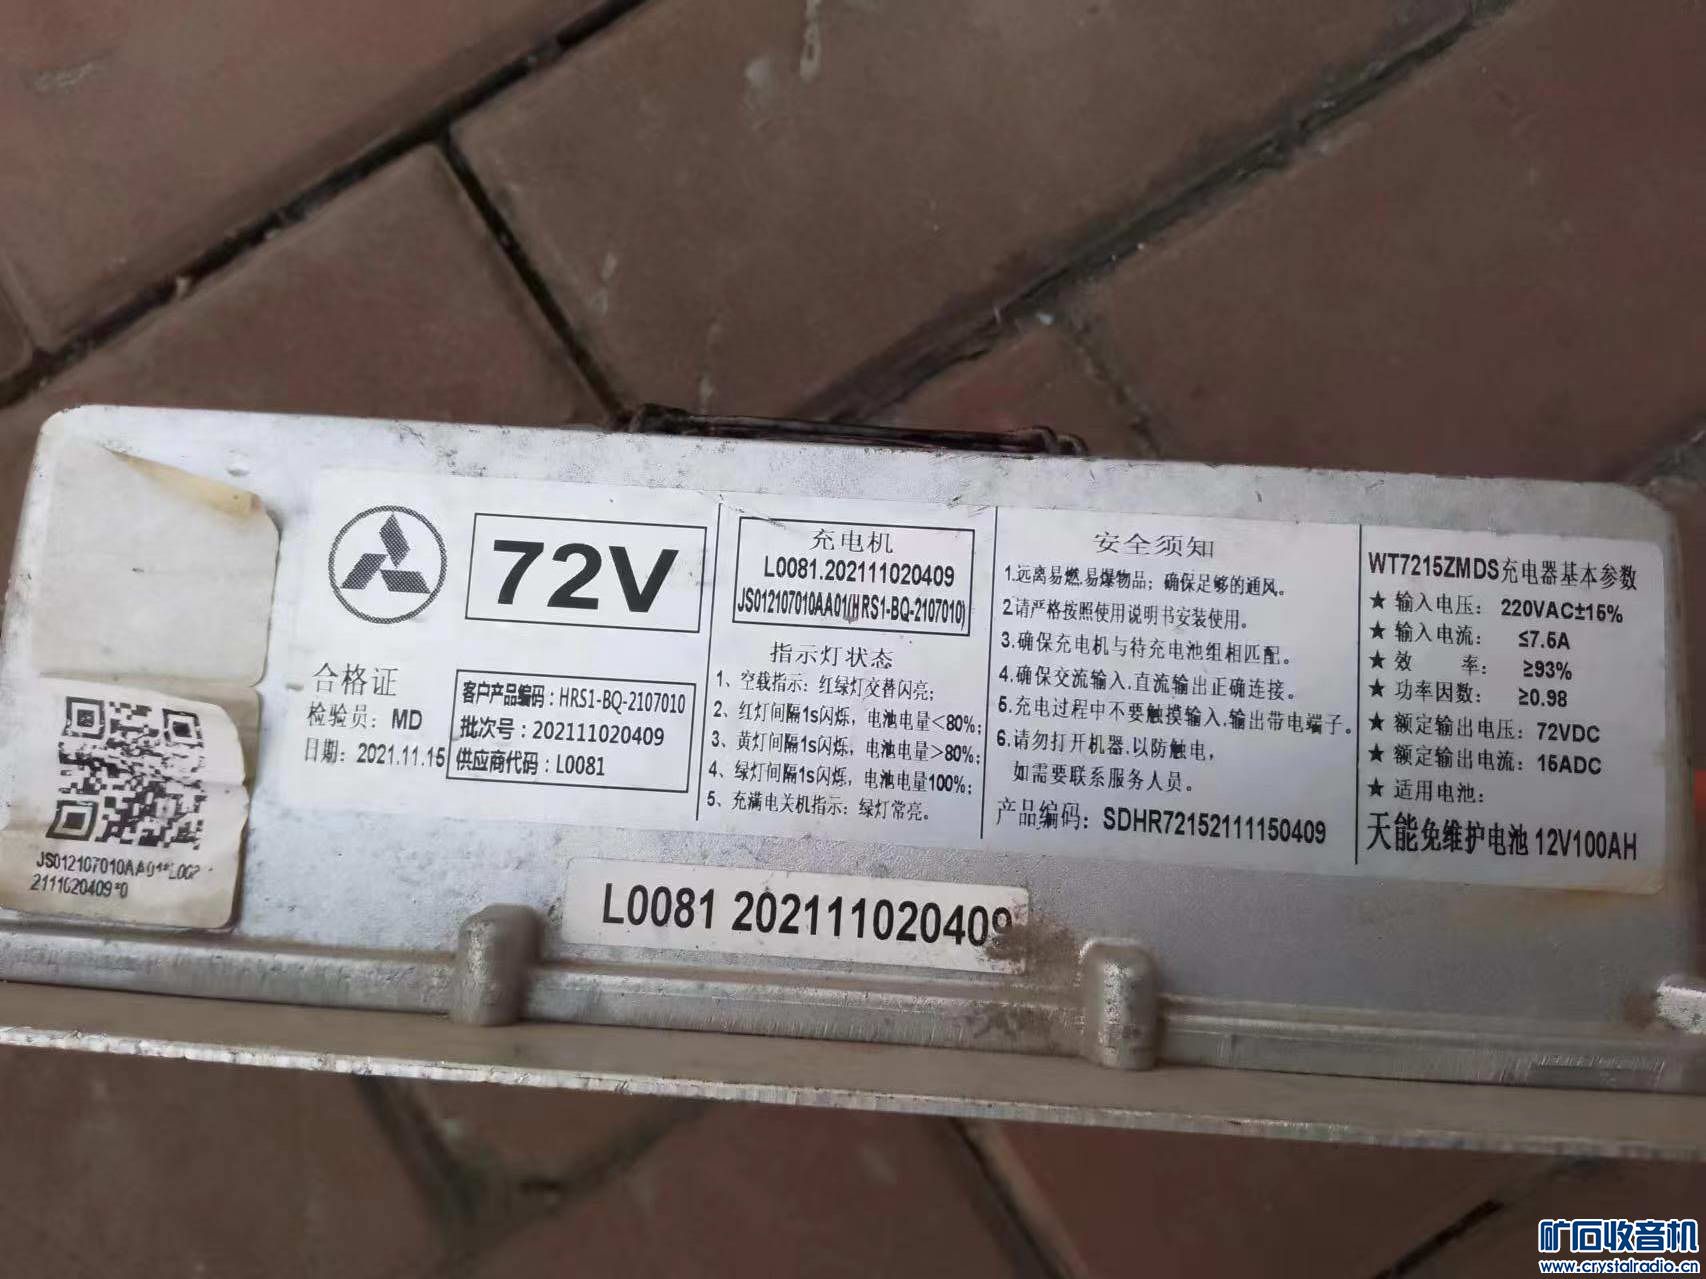 72V
合格证
检验员：MD
日期：2021.11.15
客户产品编码：HRS1-BQ-2107010
批次号：202111020409
供应商代码：L0081
充电机
L0081.202111020409
JS012107010AA01(HRS1-BQ-2107010)
指示灯状态
1、空载指示：红绿灯交替闪亮；
2、红灯间隔1s闪烁，电池电量＜80%；
3、黄灯间隔1s闪烁，电池电量＞80%；
4、绿灯间隔1s闪烁，电池电量100%；
5、充满电关机指示：绿灯常亮。
安全须知
1.远离易燃.易爆物品；确保足够的通风。
2.请严格按照使用说明书安装使用。
3.确保充电机与待充电池组相匹配。
4.确保交流输入.直流输出正确连接。
5.充电过程中不要触摸输入.输出带电端子。
6.请勿打开机器.以防触电，
如需要联系服务人员。
产品编码：SDHR72152111150409
WT7215ZMDS充电器基本参数
★ 输入电压：220VAC±15%
★ 输入电流：≤7.5A
★ 效 率：≥93%
★ 功率因数：≥0.98
★ 额定输出电压：72VDC
★ 额定输出电流：15ADC
★ 适用电池：
天能免维护电池 12V100AH
JS012107010AA01*L002
2111020409*0
L0081 202111020409
矿石收音机
www.crystalradio.cn